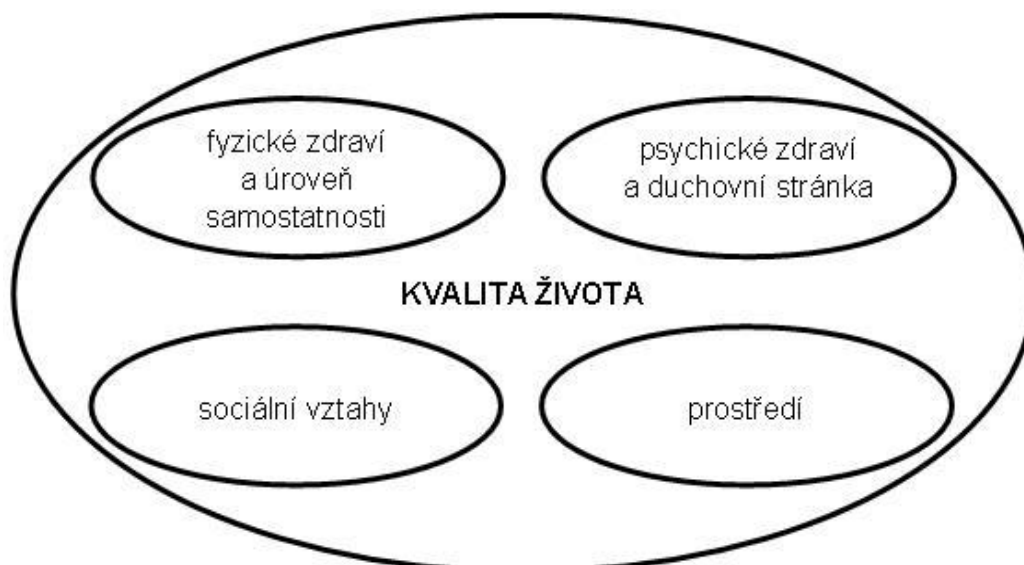 fyzické zdraví
a úroveň
samostatnosti
psychické zdraví
a duchovní stránka
KVALITA ŽIVOTA
sociální vztahy
prostředí